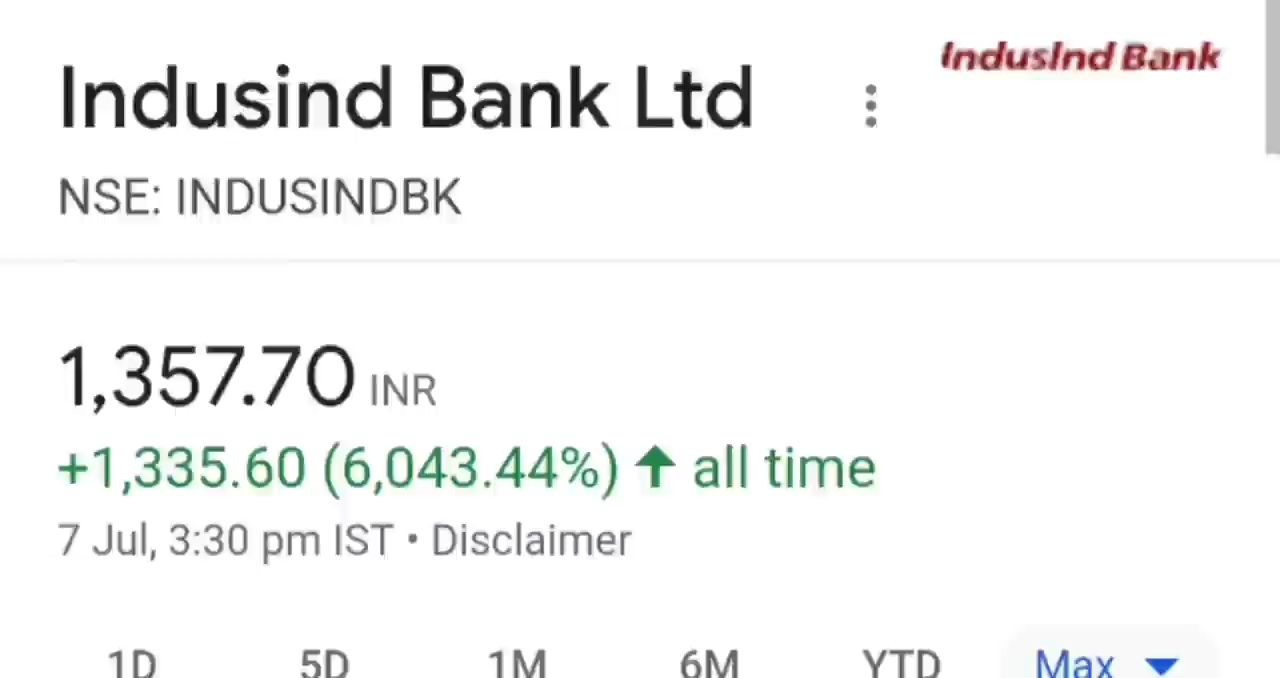 Indusind Bank Ltd
IndusInd Bank
NSE: INDUSINDBK
1,357.70 INR
+1,335.60 (6,043.44%) ↑ all time
7 Jul, 3:30 pm IST • Disclaimer
1D 5D 1M 6M YTD Max